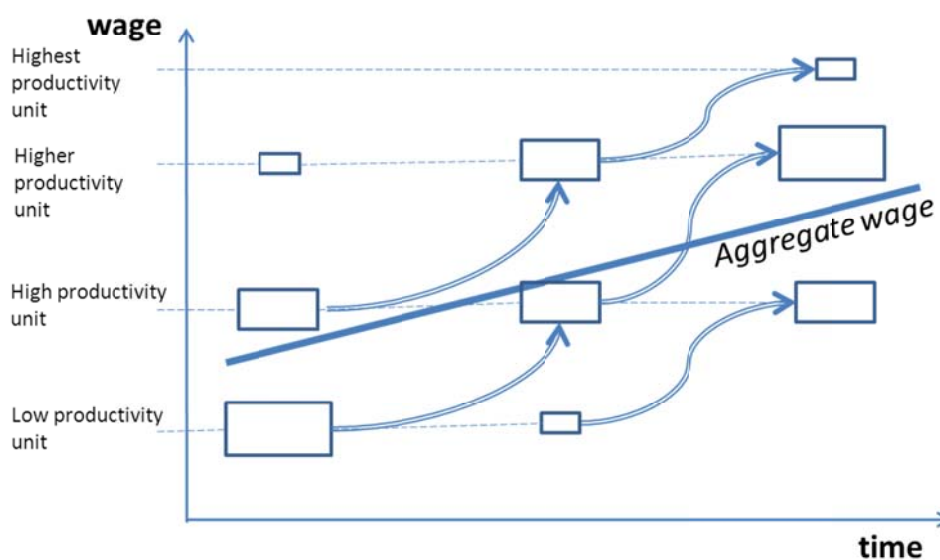 wage
Highest
productivity
unit
Higher
productivity
unit
Aggregate wage
High productivity
unit
Low productivity
unit
time